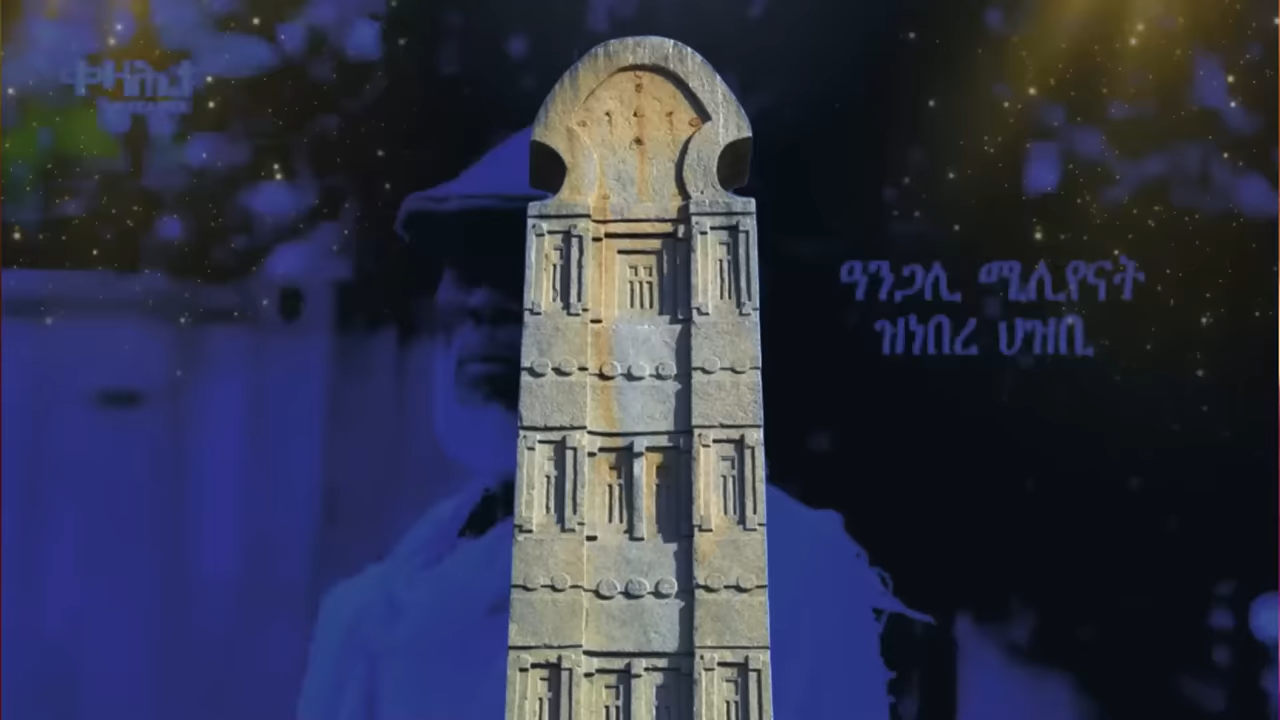 ዓንጋሊ ሚሊየናት
ዝነበረ ህዝቢ